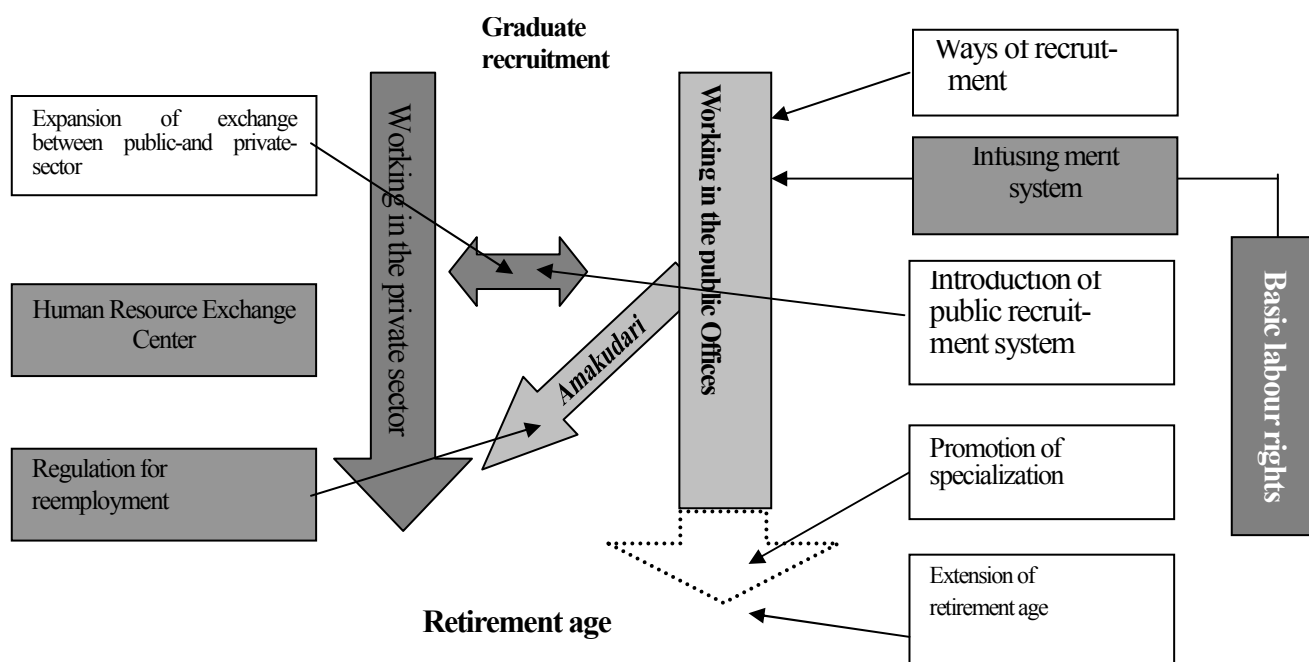 Graduate
recruitment
Expansion of exchange
between public-and private-
sector
Human Resource Exchange
Center
Regulation for
reemployment
Working in the private sector
Amakudari
Working in the public Offices
Retirement age
Ways of recruit-
ment
Infusing merit
system
Introduction of
public recruit-
ment system
Promotion of
specialization
Extension of
retirement age
Basic labour rights